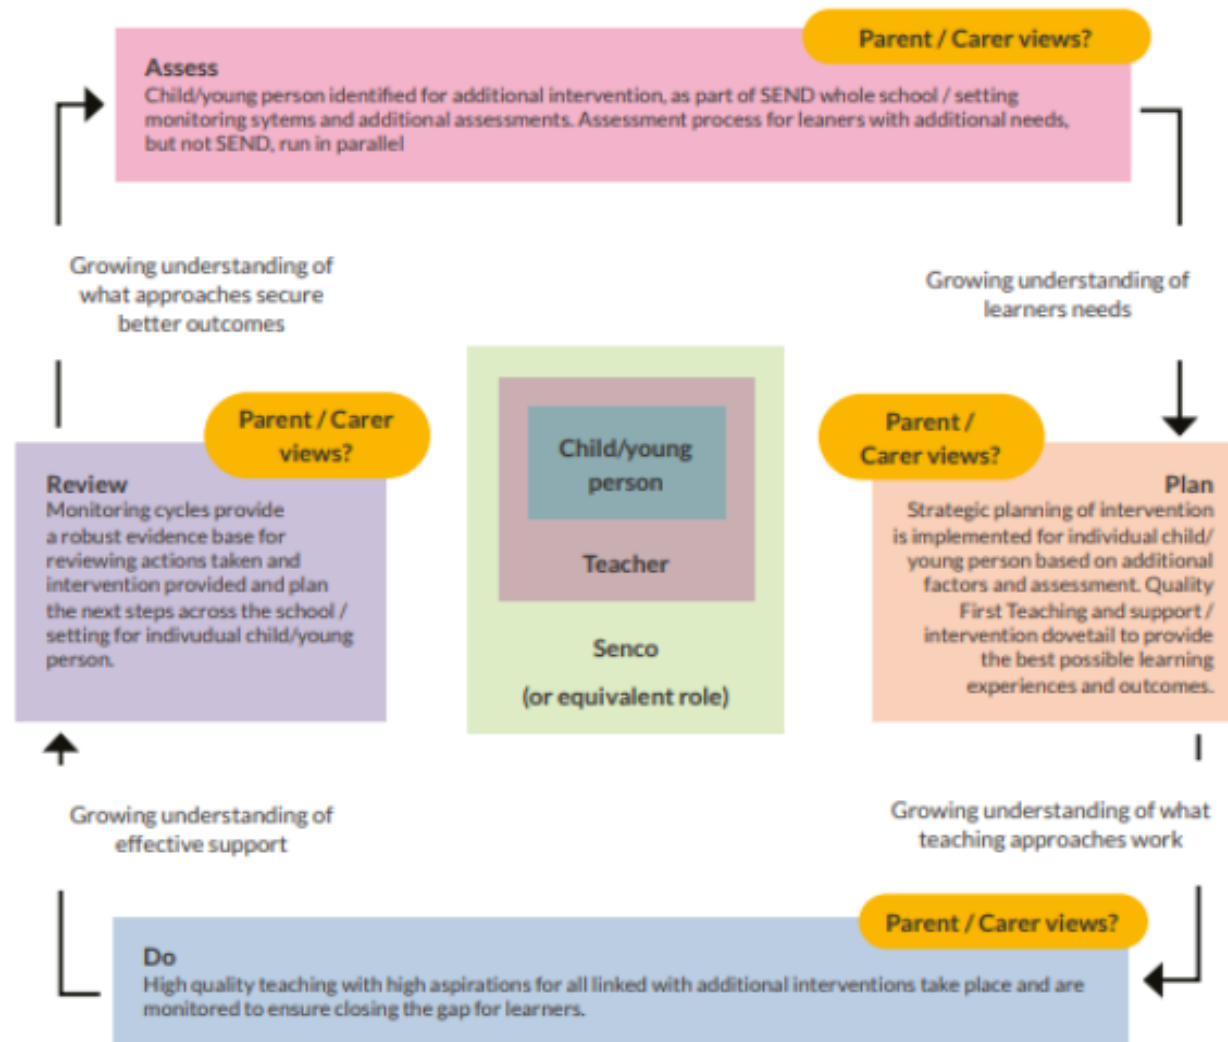 Parent / Carer views?
Assess
Child/young person identified for additional intervention, as part of SEND whole school / setting
monitoring sytems and additional assessments. Assessment process for leaners with additional needs,
but not SEND, run in parallel
Growing understanding of
what approaches secure
better outcomes
Growing understanding of
learners needs
Parent / Carer
views?
Review
Monitoring cycles provide
a robust evidence base for
reviewing actions taken and
intervention provided and plan
the next steps across the school /
setting for indivudual child/young
person.
Child/young
person
Teacher
Senco
(or equivalent role)
Parent /
Carer views?
Plan
Strategic planning of intervention
is implemented for individual child/
young person based on additional
factors and assessment. Quality
First Teaching and support /
intervention dovetail to provide
the best possible learning
experiences and outcomes.
Growing understanding of
effective support
Growing understanding of what
teaching approaches work
Parent / Carer views?
Do
High quality teaching with high aspirations for all linked with additional interventions take place and are
monitored to ensure closing the gap for learners.